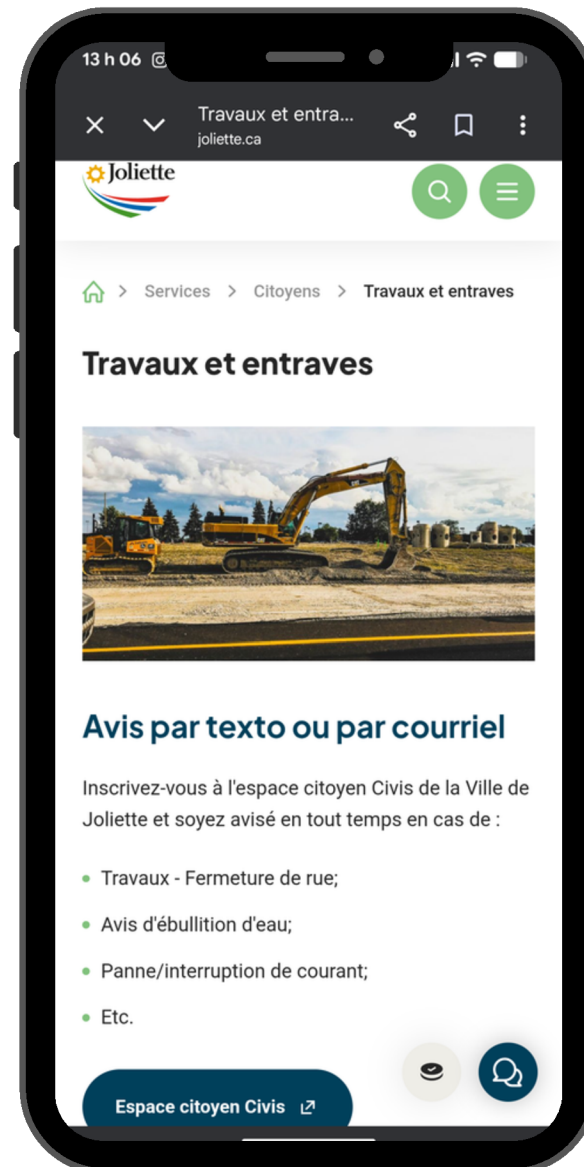 13 h 06
Travaux et entra...
joliette.ca
Joliette
Services > Citoyens > Travaux et entraves
Travaux et entraves
Avis par texto ou par courriel
Inscrivez-vous à l'espace citoyen Civis de la Ville de
Joliette et soyez avisé en tout temps en cas de :
• Travaux - Fermeture de rue;
• Avis d'ébullition d'eau;
• Panne/interruption de courant;
• Etc.
Espace citoyen Civis